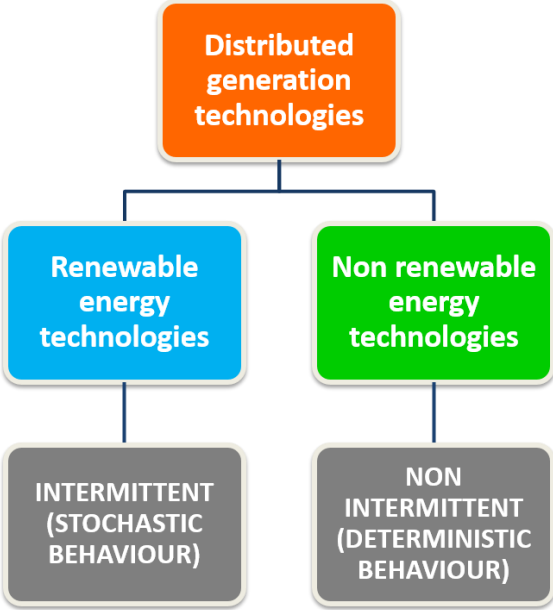 Distributed
generation
technologies
Renewable
energy
technologies
Non renewable
energy
technologies
INTERMITTENT
(STOCHASTIC
BEHAVIOUR)
NON
INTERMITTENT
(DETERMINISTIC
BEHAVIOUR)